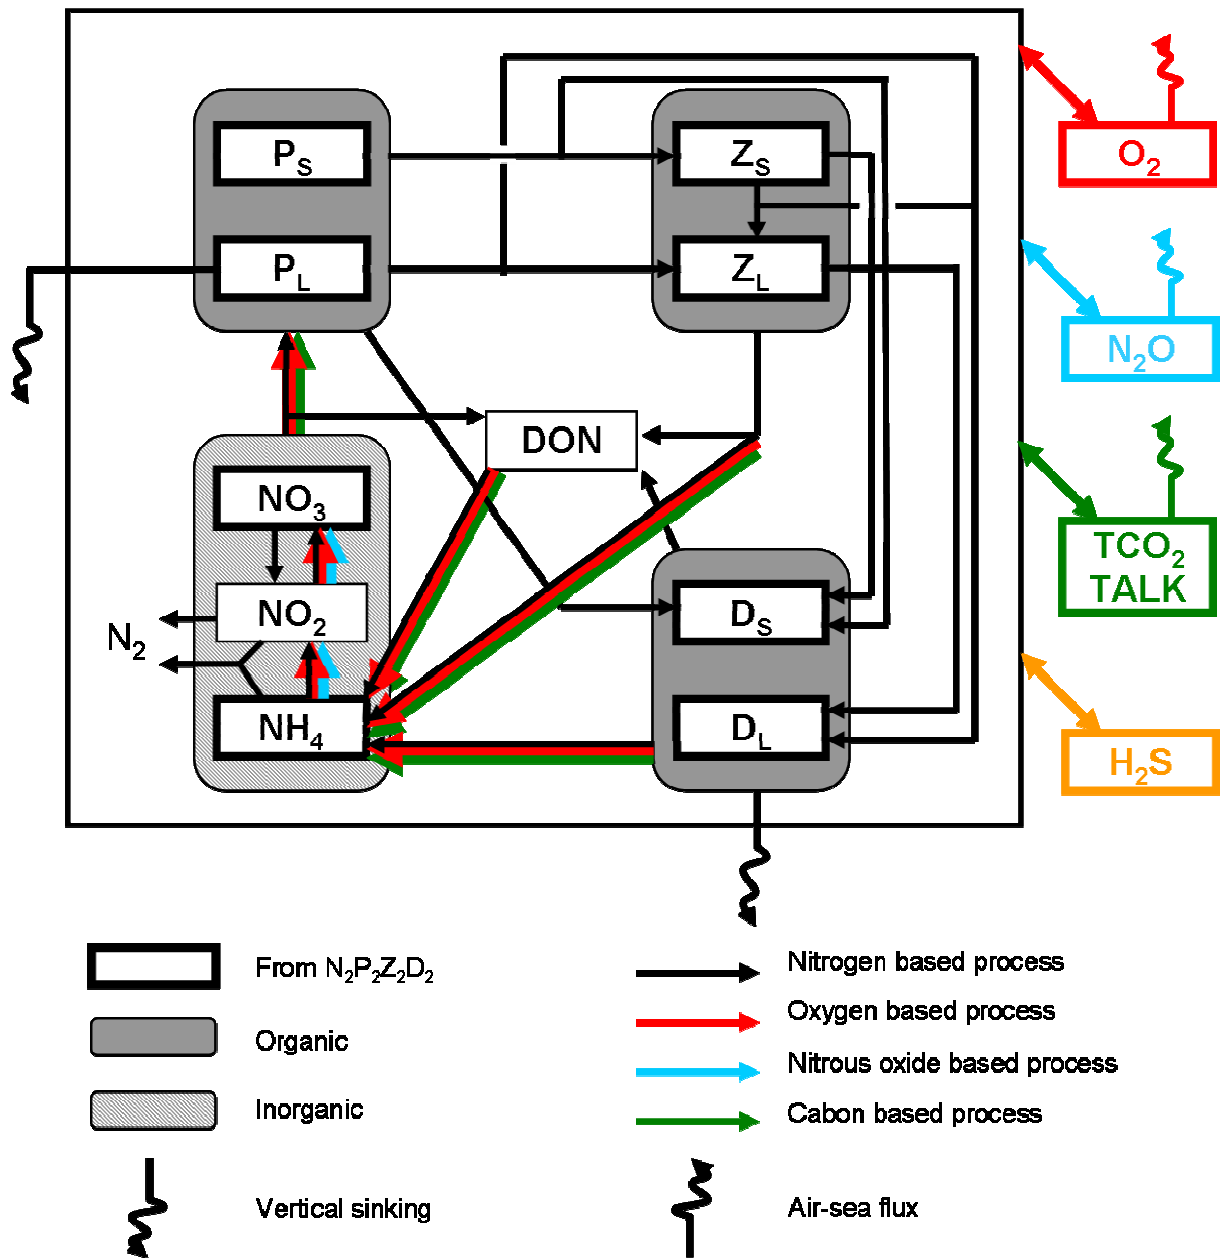 P_S
Z_S
O_2
P_L
Z_L
N_2O
DON
NO_3
TCO_2
TALK
NO_2
N_2
D_S
NH_4
D_L
H_2S
From N_2P_2Z_2D_2
Organic
Inorganic
Vertical sinking
Nitrogen based process
Oxygen based process
Nitrous oxide based process
Cabon based process
Air-sea flux